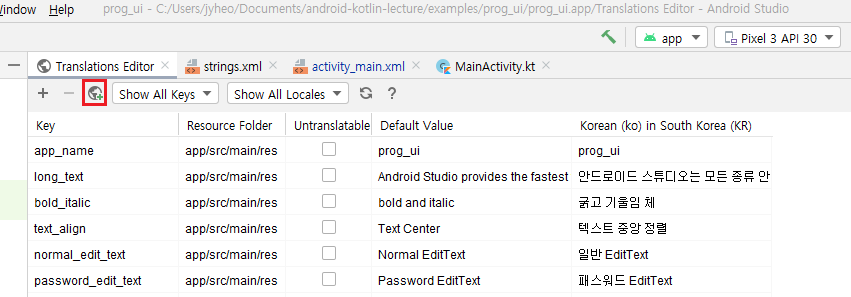 Window Help prog_ui - C:/Users/jyheo/Documents/android-kotlin-lecture/examples/prog_ui/prog_ui.app/Translations Editor - Android Studio
app Pixel 3 API 30
Translations Editor strings.xml activity_main.xml MainActivity.kt
Show All Keys Show All Locales ?
Key Resource Folder Untranslatable Default Value Korean (ko) in South Korea (KR)
app_name app/src/main/res prog_ui prog_ui
long_text app/src/main/res Android Studio provides the fastest 안드로이드 스튜디오는 모든 종류 안
bold_italic app/src/main/res bold and italic 굵고 기울임 체
text_align app/src/main/res Text Center 텍스트 중앙 정렬
normal_edit_text app/src/main/res Normal EditText 일반 EditText
password_edit_text app/src/main/res Password EditText 패스워드 EditText